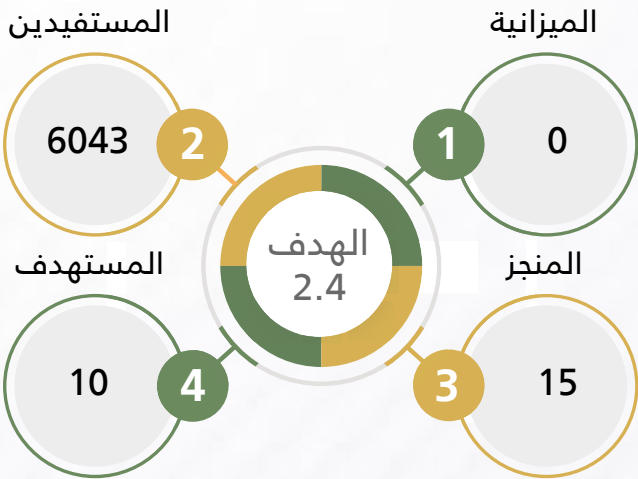 الميزانية
0
1
المستفيدين
6043
2
الهدف
2.4
المنجز
15
3
المستهدف
10
4